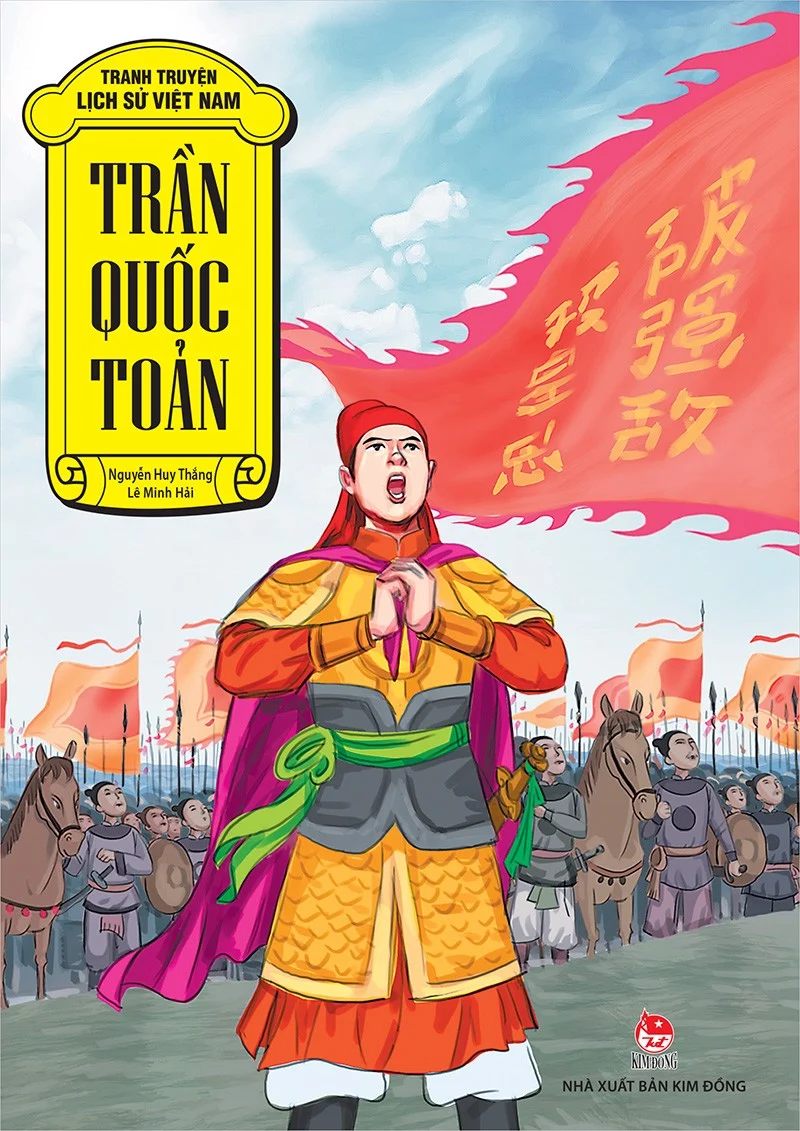 TRANH TRUYỆN
LỊCH SỬ VIỆT NAM
TRẦN
QUỐC
TOẢN
Nguyễn Huy Thắng
Lê Minh Hải
破強敵
皇恩
KIM ĐỒNG
NHÀ XUẤT BẢN KIM ĐỒNG